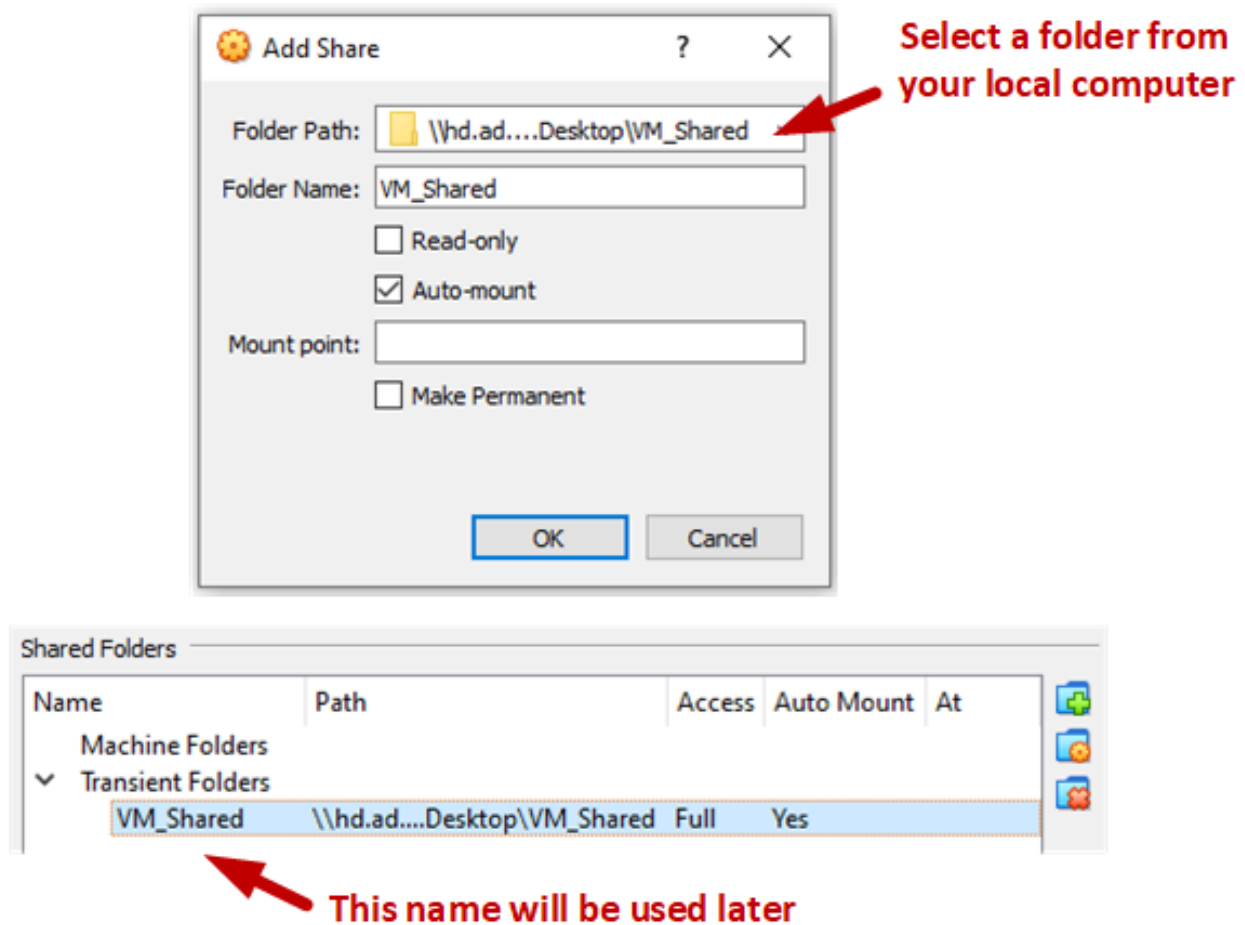 Add Share ?
Select a folder from
your local computer
Folder Path: \\hd.ad....Desktop\VM_Shared
Folder Name: VM_Shared
Read-only
Auto-mount
Mount point:
Make Permanent
OK Cancel
Shared Folders
Name Path Access Auto Mount At
Machine Folders
Transient Folders
VM_Shared \\hd.ad....Desktop\VM_Shared Full Yes
This name will be used later